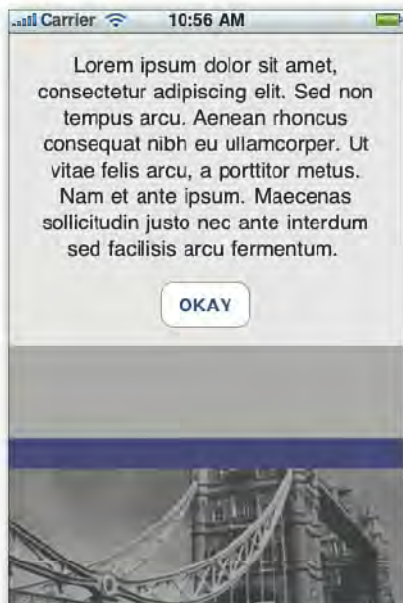 Carrier 10:56 AM
Lorem ipsum dolor sit amet,
consectetur adipiscing elit. Sed non
tempus arcu. Aenean rhoncus
consequat nibh eu ullamcorper. Ut
vitae felis arcu, a porttitor metus.
Nam et ante ipsum. Maecenas
sollicitudin justo nec ante interdum
sed facilisis arcu fermentum.
OKAY